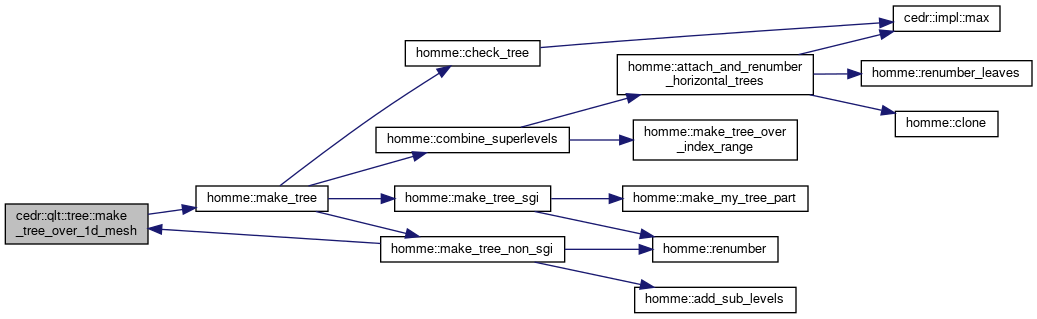 cedr::qlt::tree::make
_tree_over_1d_mesh
homme::make_tree
homme::check_tree
homme::combine_superlevels
homme::make_tree_sgi
homme::make_tree_non_sgi
homme::attach_and_renumber
_horizontal_trees
homme::make_tree_over
_index_range
homme::make_my_tree_part
homme::renumber
homme::add_sub_levels
cedr::impl::max
homme::renumber_leaves
homme::clone